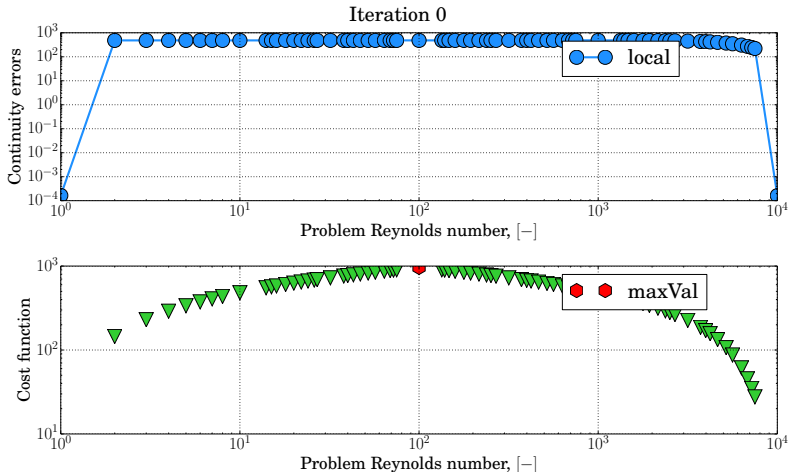 Iteration 0
Continuity errors
10^3
10^2
10^1
10^0
10^-1
10^-2
10^-3
10^-4
local
10^0 10^1 10^2 10^3 10^4
Problem Reynolds number, [−]
Cost function
10^3
10^2
10^1
maxVal
10^0 10^1 10^2 10^3 10^4
Problem Reynolds number, [−]